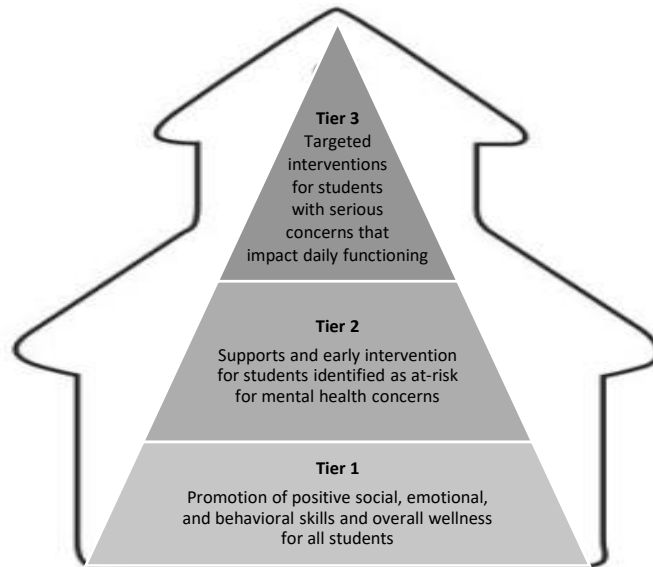 Tier 3
Targeted
interventions
for students
with serious
concerns that
impact daily functioning
Tier 2
Supports and early intervention
for students identified as at-risk
for mental health concerns
Tier 1
Promotion of positive social, emotional,
and behavioral skills and overall wellness
for all students